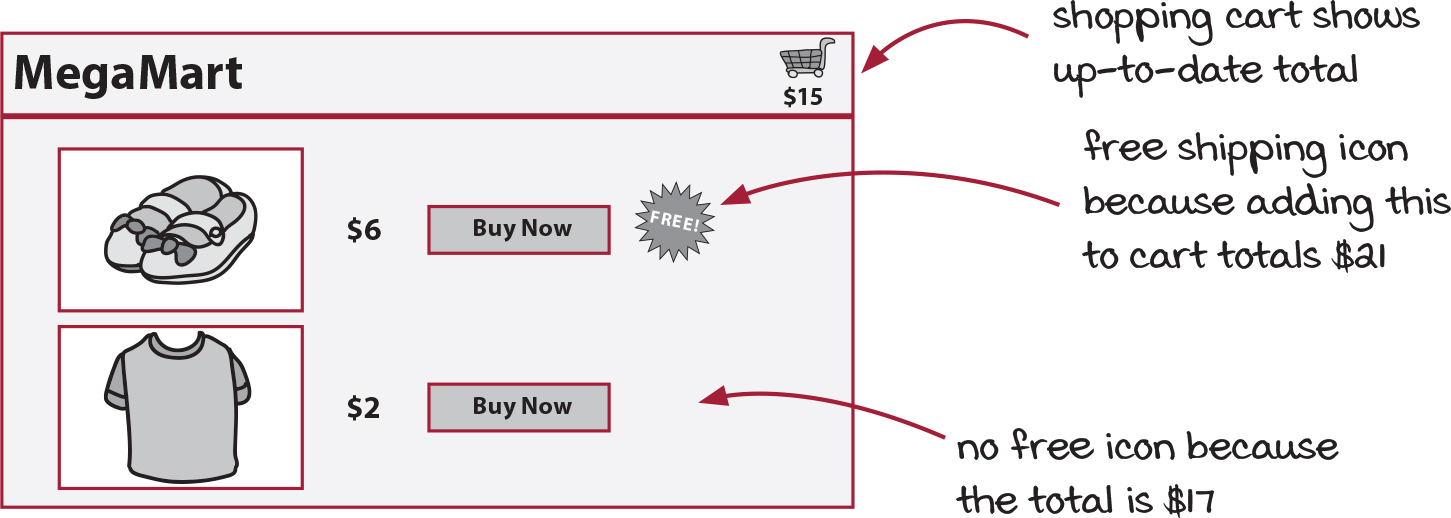 shopping cart shows
up-to-date total
MegaMart
$15
free shipping icon
because adding this
to cart totals $21
$6
Buy Now
FREE!
$2
Buy Now
no free icon because
the total is $17